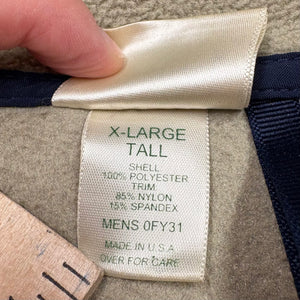 X-LARGE
TALL
SHELL
100% POLYESTER
TRIM
85% NYLON
15% SPANDEX
MENS 0FY31
MADE IN U.S.A
OVER FOR CARE